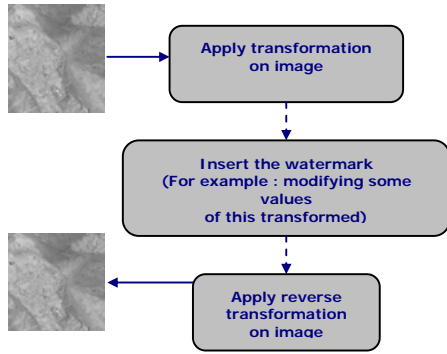 Apply transformation
on image
Insert the watermark
(For example : modifying some
values
of this transformed)
Apply reverse
transformation
on image